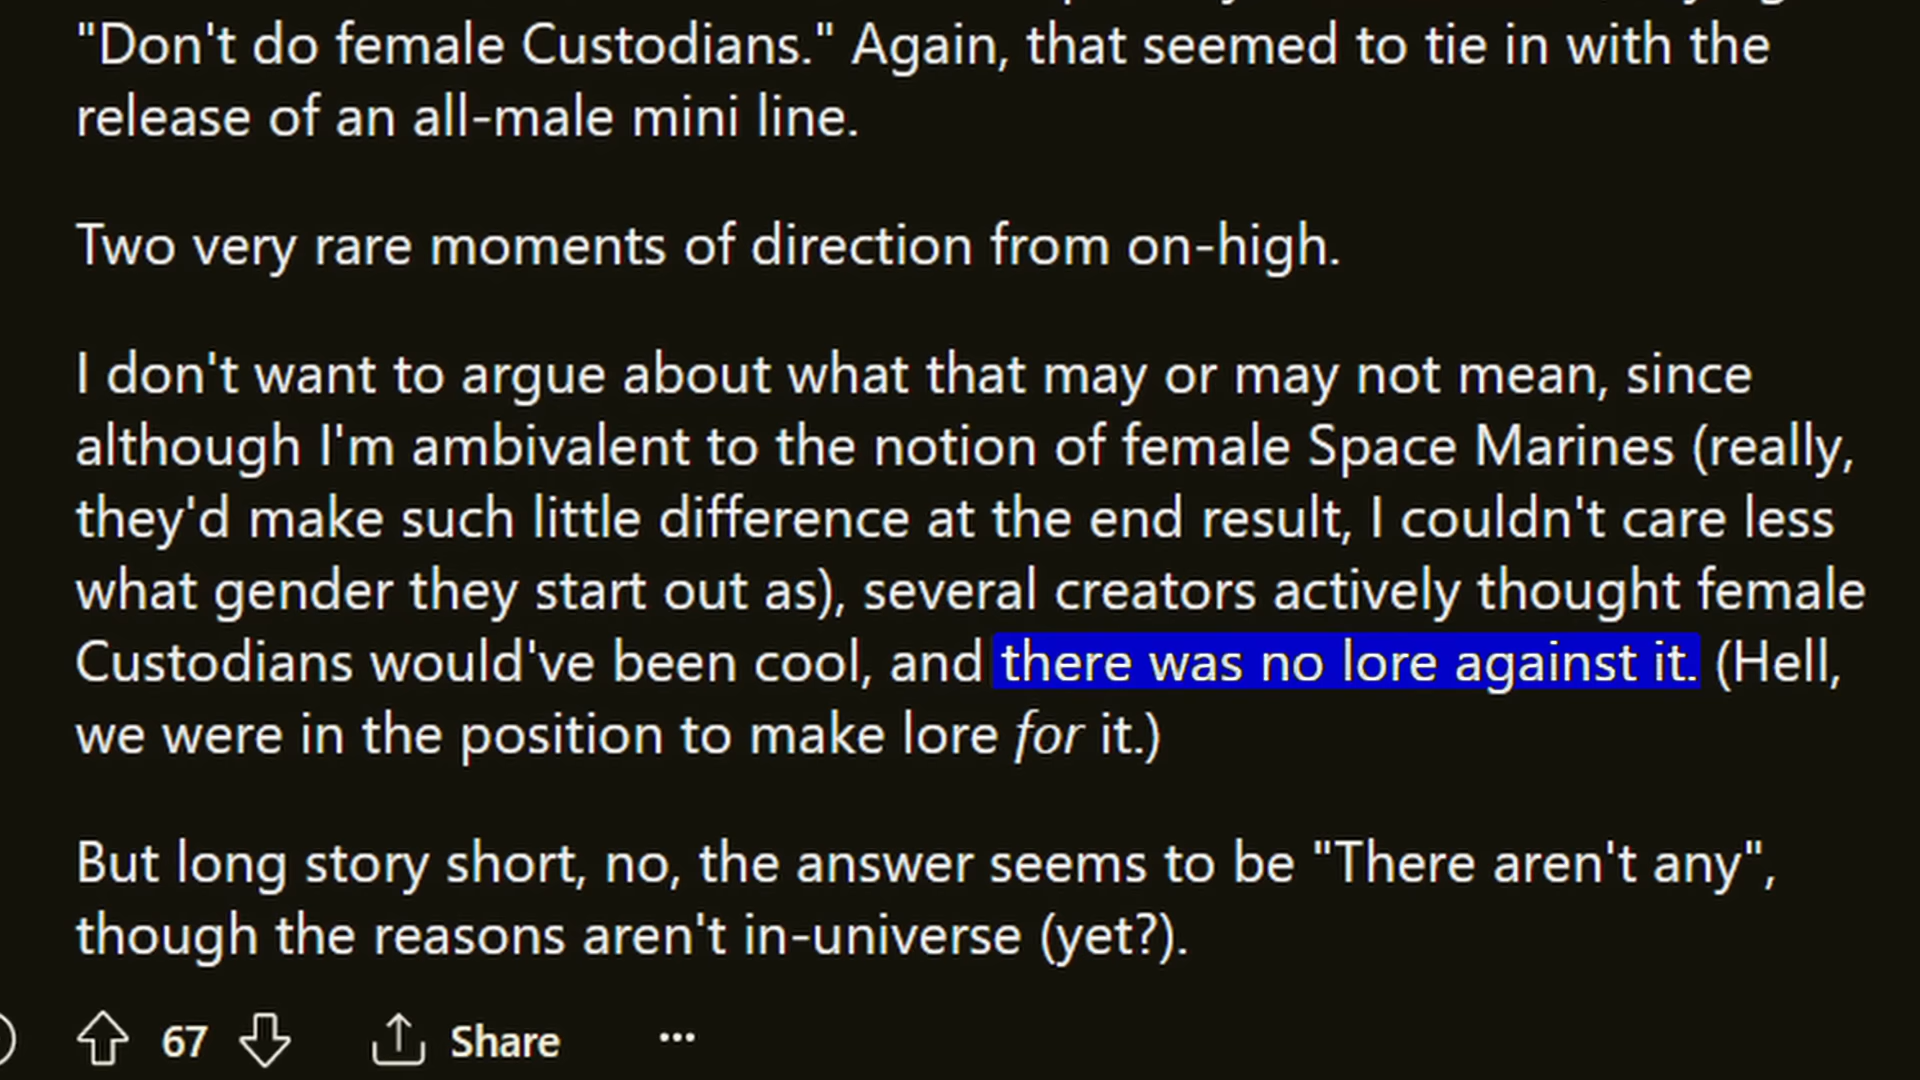 "Don't do female Custodians." Again, that seemed to tie in with the
release of an all-male mini line.
Two very rare moments of direction from on-high.
I don't want to argue about what that may or may not mean, since
although I'm ambivalent to the notion of female Space Marines (really,
they'd make such little difference at the end result, I couldn't care less
what gender they start out as), several creators actively thought female
Custodians would've been cool, and there was no lore against it. (Hell,
we were in the position to make lore for it.)
But long story short, no, the answer seems to be "There aren't any",
though the reasons aren't in-universe (yet?).
67 Share ...